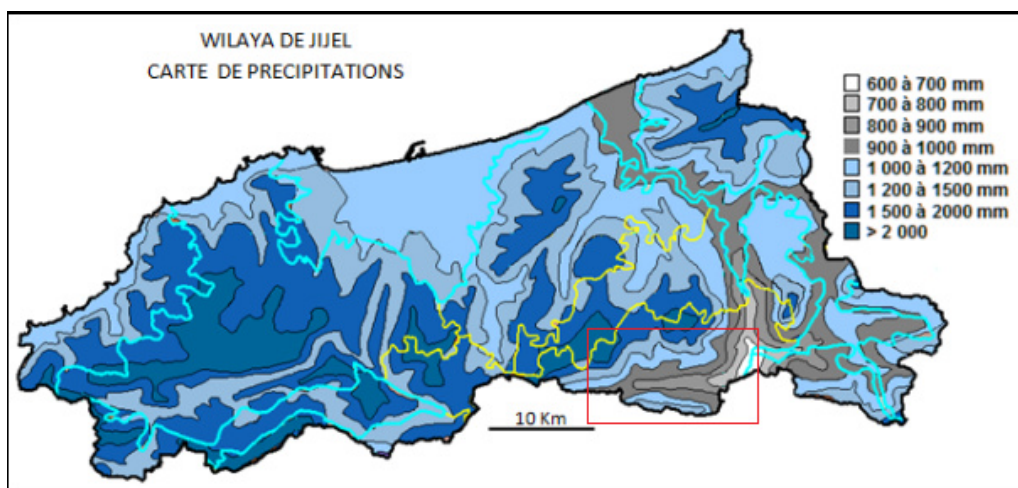 WILAYA DE JIJEL
CARTE DE PRECIPITATIONS
600 à 700 mm
700 à 800 mm
800 à 900 mm
900 à 1000 mm
1 000 à 1200 mm
1 200 à 1500 mm
1 500 à 2000 mm
> 2 000
10 Km